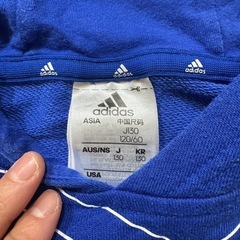 adidas adidas adidas
adidas
ASIA 中国尺码
J130
120/60
AUS/NS J KR
130 130
USA